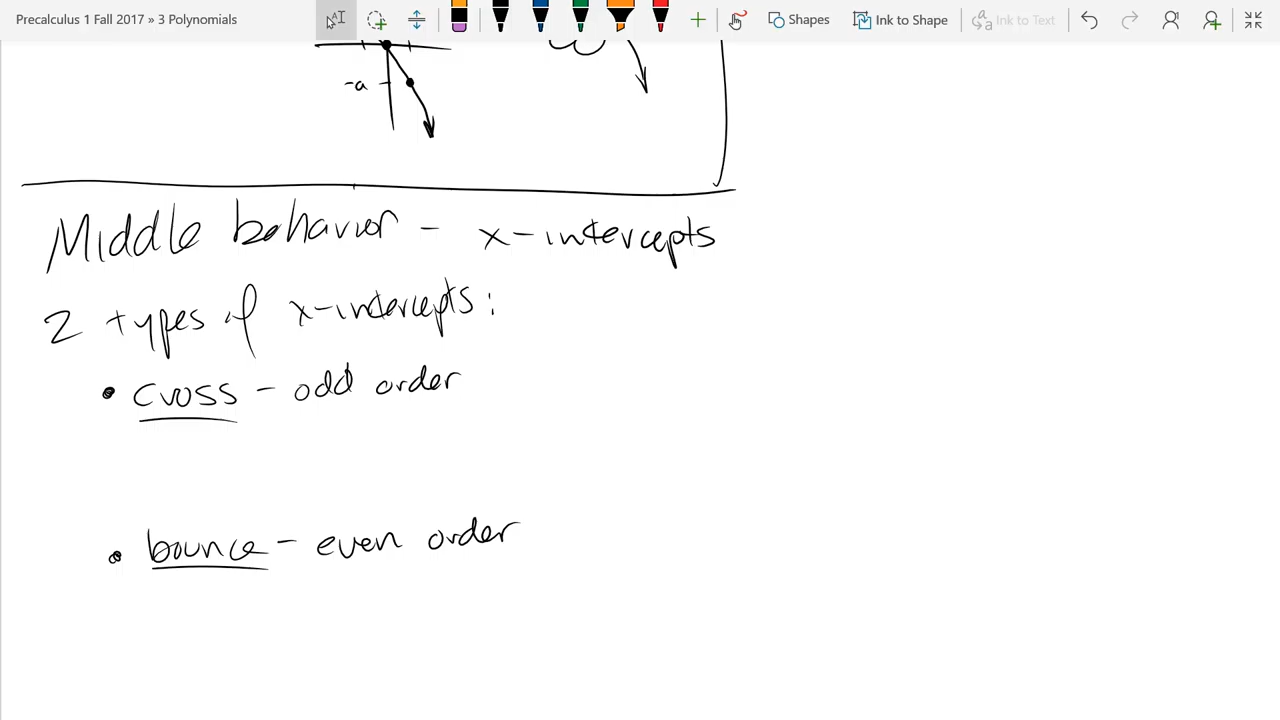 Precalculus 1 Fall 2017 » 3 Polynomials
Shapes
Ink to Shape
Ink to Text
-a
Middle behavior - x-intercepts
2 types of x-intercepts:
• cross - odd order
• bounce - even order